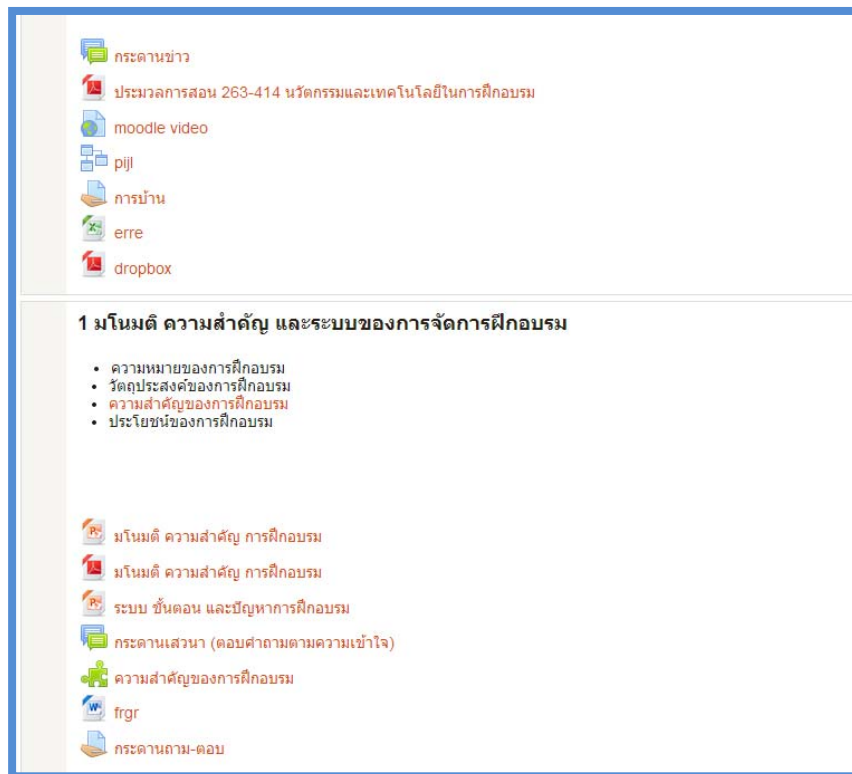 กระดานข่าว
ประมวลการสอน 263-414 นวัตกรรมและเทคโนโลยีในการฝึกอบรม
moodle video
pijl
การบ้าน
erre
dropbox
1 มโนมติ ความสำคัญ และระบบของการจัดการฝึกอบรม
• ความหมายของการฝึกอบรม
• วัตถุประสงค์ของการฝึกอบรม
• ความสำคัญของการฝึกอบรม
• ประโยชน์ของการฝึกอบรม
มโนมติ ความสำคัญ การฝึกอบรม
มโนมติ ความสำคัญ การฝึกอบรม
ระบบ ขั้นตอน และปัญหาการฝึกอบรม
กระดานเสวนา (ตอบคำถามตามความเข้าใจ)
ความสำคัญของการฝึกอบรม
frgr
กระดานถาม-ตอบ